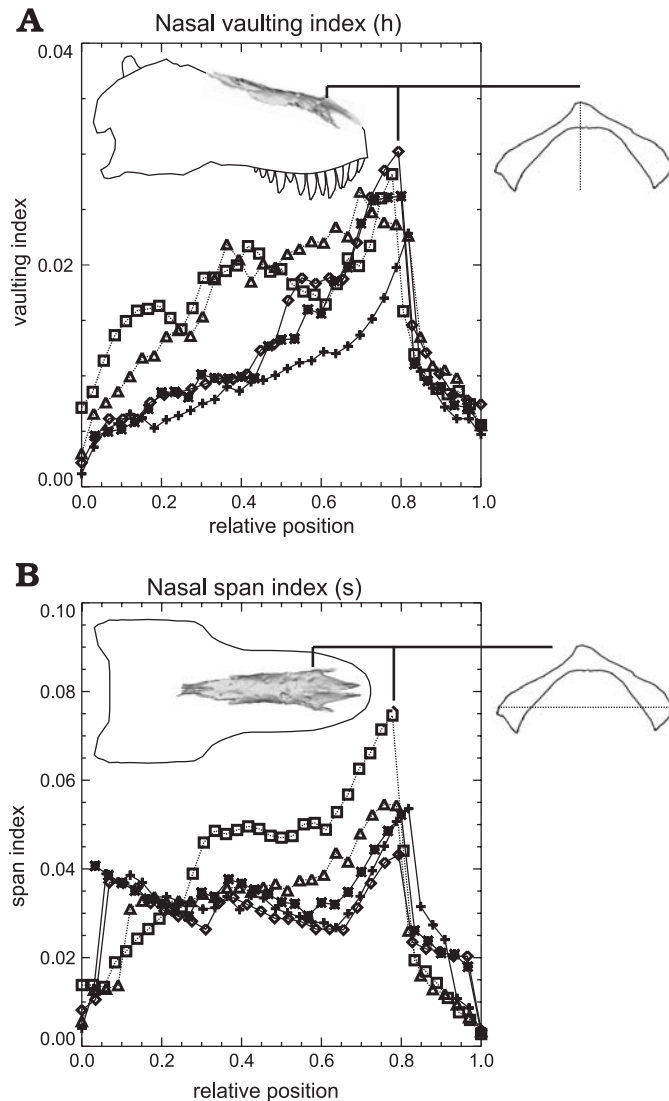 A
Nasal vaulting index (h)
0.04
0.02
0.00
vaulting index
0.0 0.2 0.4 0.6 0.8 1.0
relative position
B
Nasal span index (s)
0.10
0.08
0.06
0.04
0.02
0.00
span index
0.0 0.2 0.4 0.6 0.8 1.0
relative position